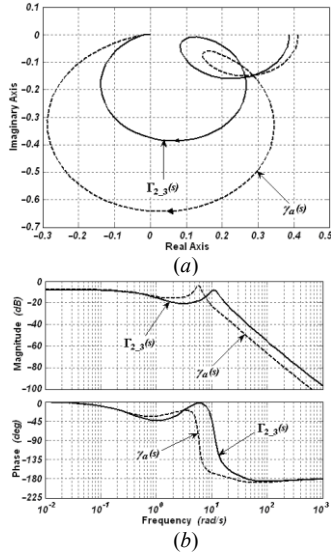 0.1
0
-0.1
-0.2
-0.3
-0.4
-0.5
-0.6
-0.7
Imaginary Axis
Γ2_3(s)
γa(s)
-0.3 -0.2 -0.1 0 0.1 0.2 0.3 0.4 0.5
Real Axis
(a)
0
-20
-40
-60
-80
-100
Magnitude (dB)
Γ2_3(s)
γa(s)
0
-45
-90
-135
-180
-225
Phase (deg)
γa(s)
Γ2_3(s)
10-2 10-1 100 101 102 103
Frequency (rad/s)
(b)